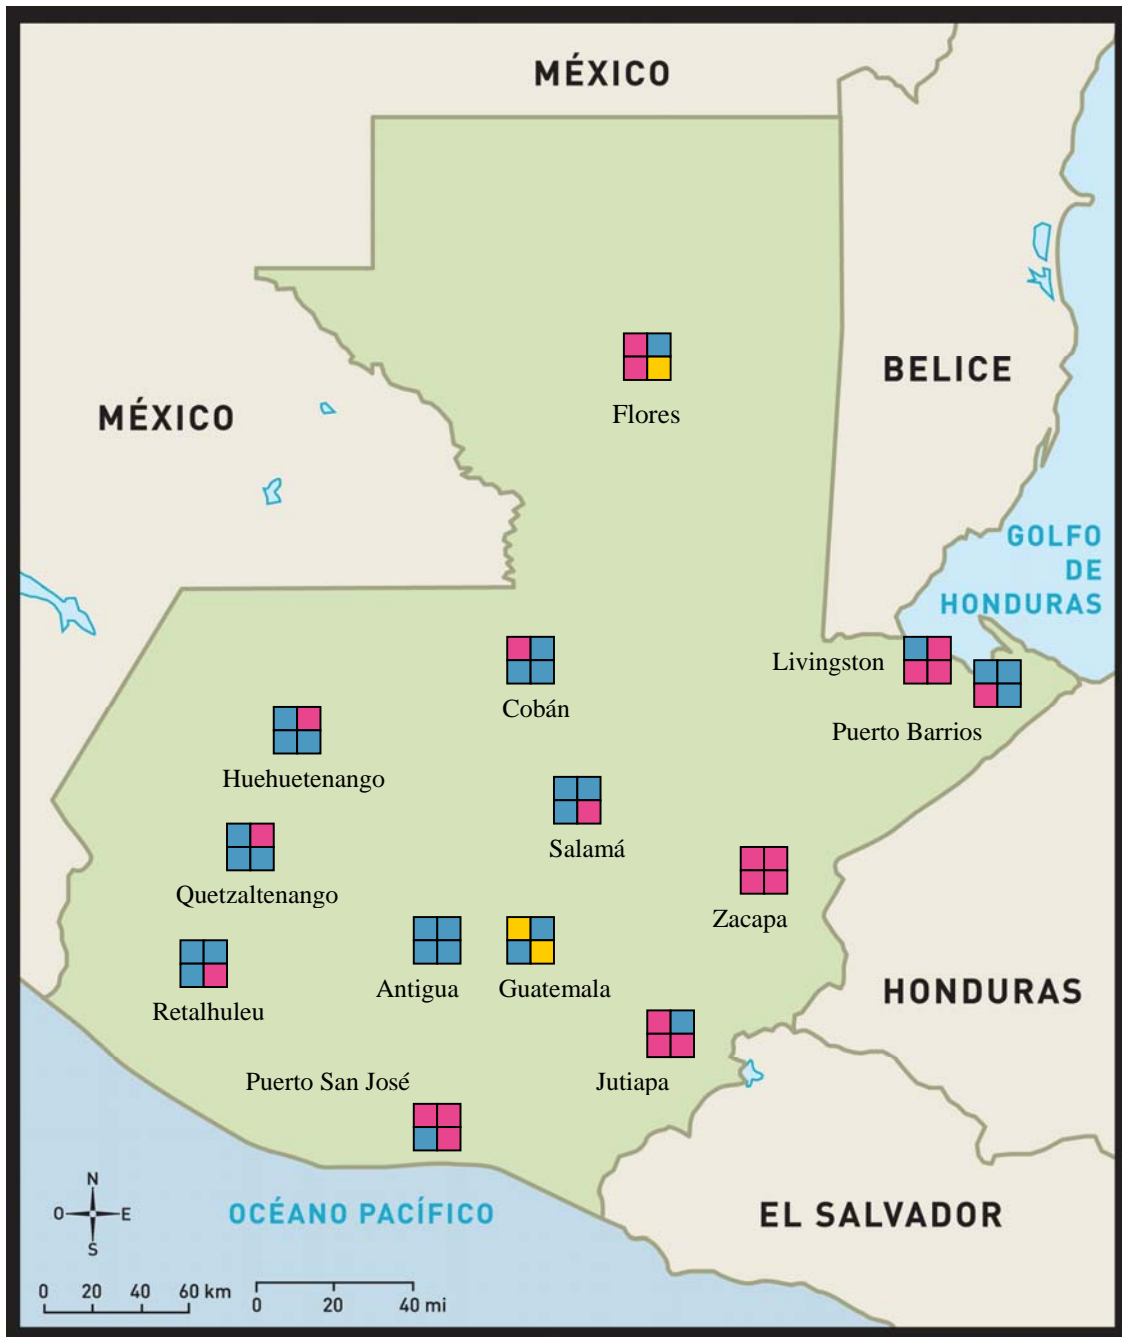 MÉXICO
Flores
BELICE
MÉXICO
GOLFO
DE
HONDURAS
Livingston
Cobán
Puerto Barrios
Huehuetenango
Salamá
Quetzaltenango
Zacapa
Antigua
Guatemala
Retalhuleu
HONDURAS
Puerto San José
Jutiapa
N
O
E
S
OCÉANO PACÍFICO
EL SALVADOR
0 20 40 60 km
0 20 40 mi